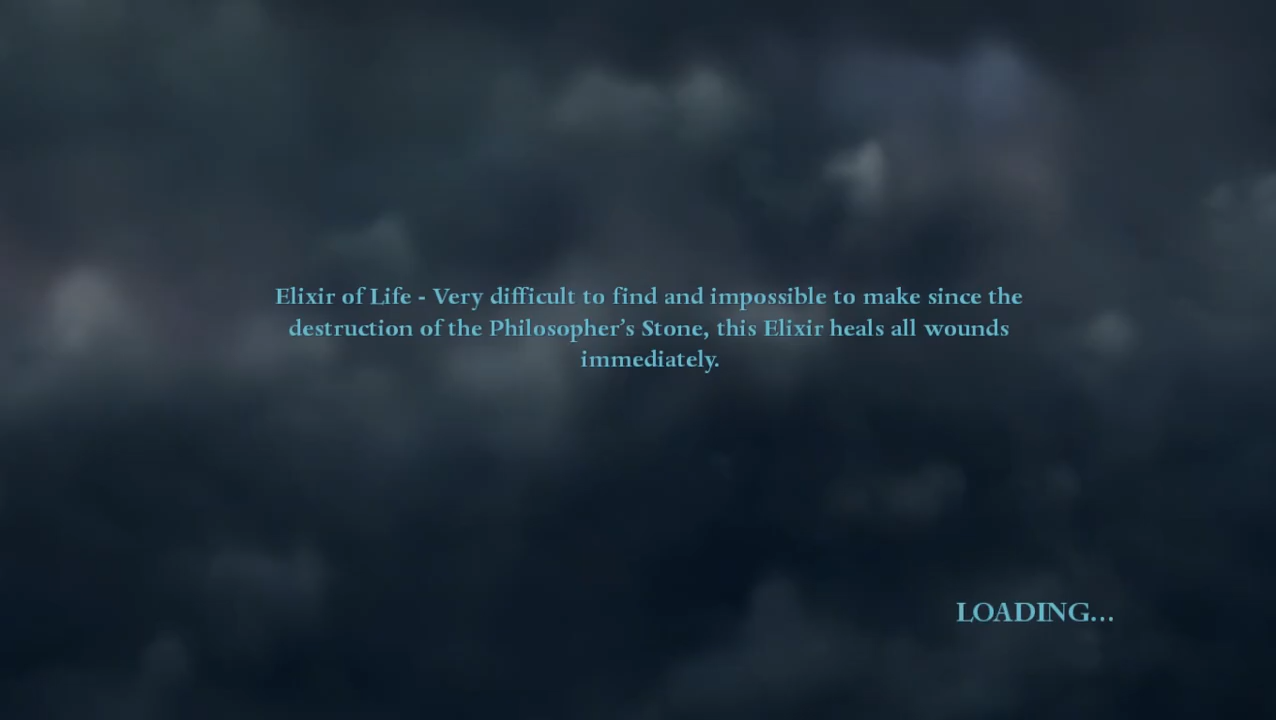 Elixir of Life - Very difficult to find and impossible to make since the
destruction of the Philosopher’s Stone, this Elixir heals all wounds
immediately.
LOADING...